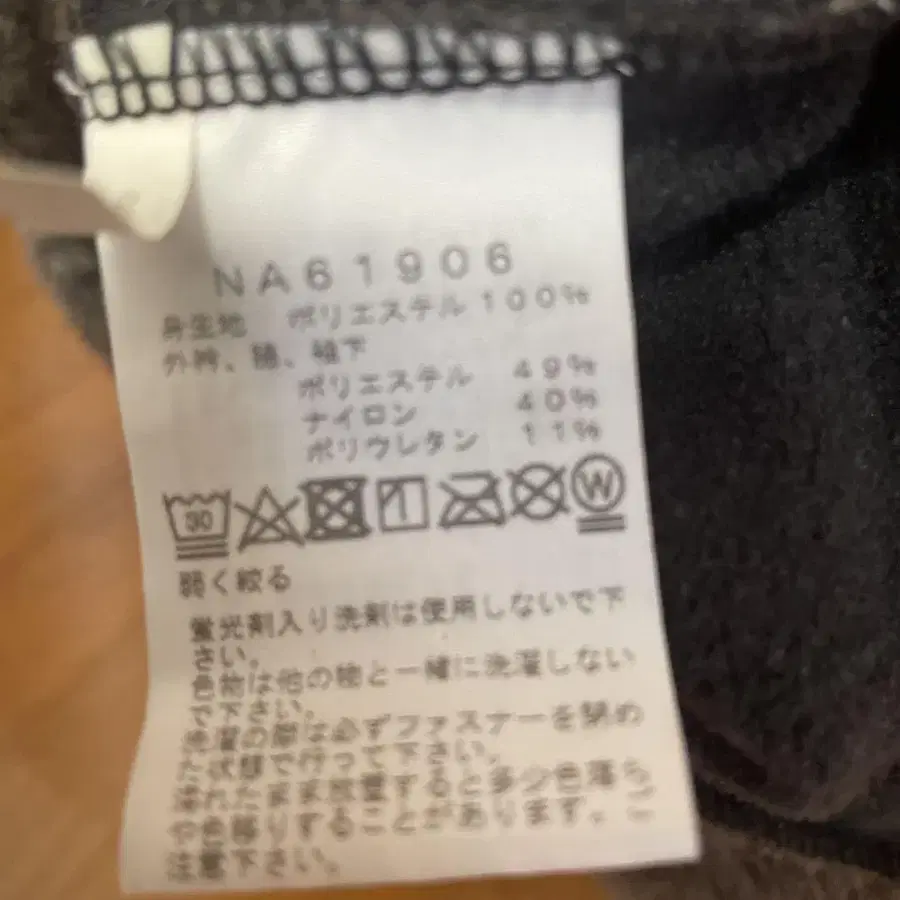 NA61906
身生地 ポリエステル 100%
外衿、脇、袖下
ポリエステル 49%
ナイロン 40%
ポリウレタン 11%
30 W
弱く絞る
蛍光剤入り洗剤は使用しないで下
さい。
色物は他の物と一緒に洗濯しない
で下さい。
洗濯の際は必ずファスナーを閉め
た状態で行って下さい。
濡れたまま放置すると多少色落ち
や色移りすることがあります。ご
注意下さい。